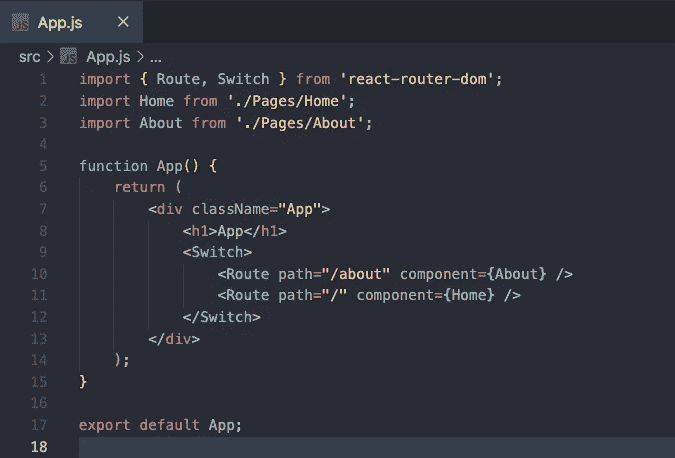 App.js ×
src > App.js > ...
1 import { Route, Switch } from 'react-router-dom';
2 import Home from './Pages/Home';
3 import About from './Pages/About';
4
5 function App() {
6     return (
7         <div className="App">
8             <h1>App</h1>
9             <Switch>
10                 <Route path="/about" component={About} />
11                 <Route path="/" component={Home} />
12             </Switch>
13         </div>
14     );
15 }
16
17 export default App;
18